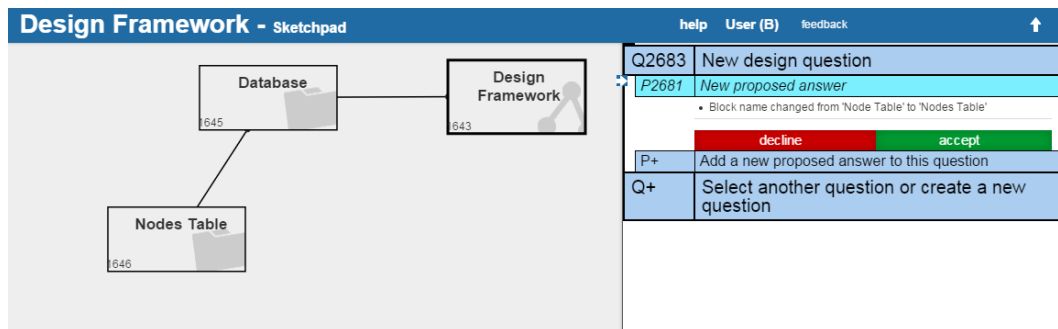 Design Framework - Sketchpad
help User (B) feedback
Database
1645
Design
Framework
1643
Nodes Table
1646
Q2683 New design question
P2681 New proposed answer
• Block name changed from 'Node Table' to 'Nodes Table'
decline accept
P+ Add a new proposed answer to this question
Q+ Select another question or create a new
question